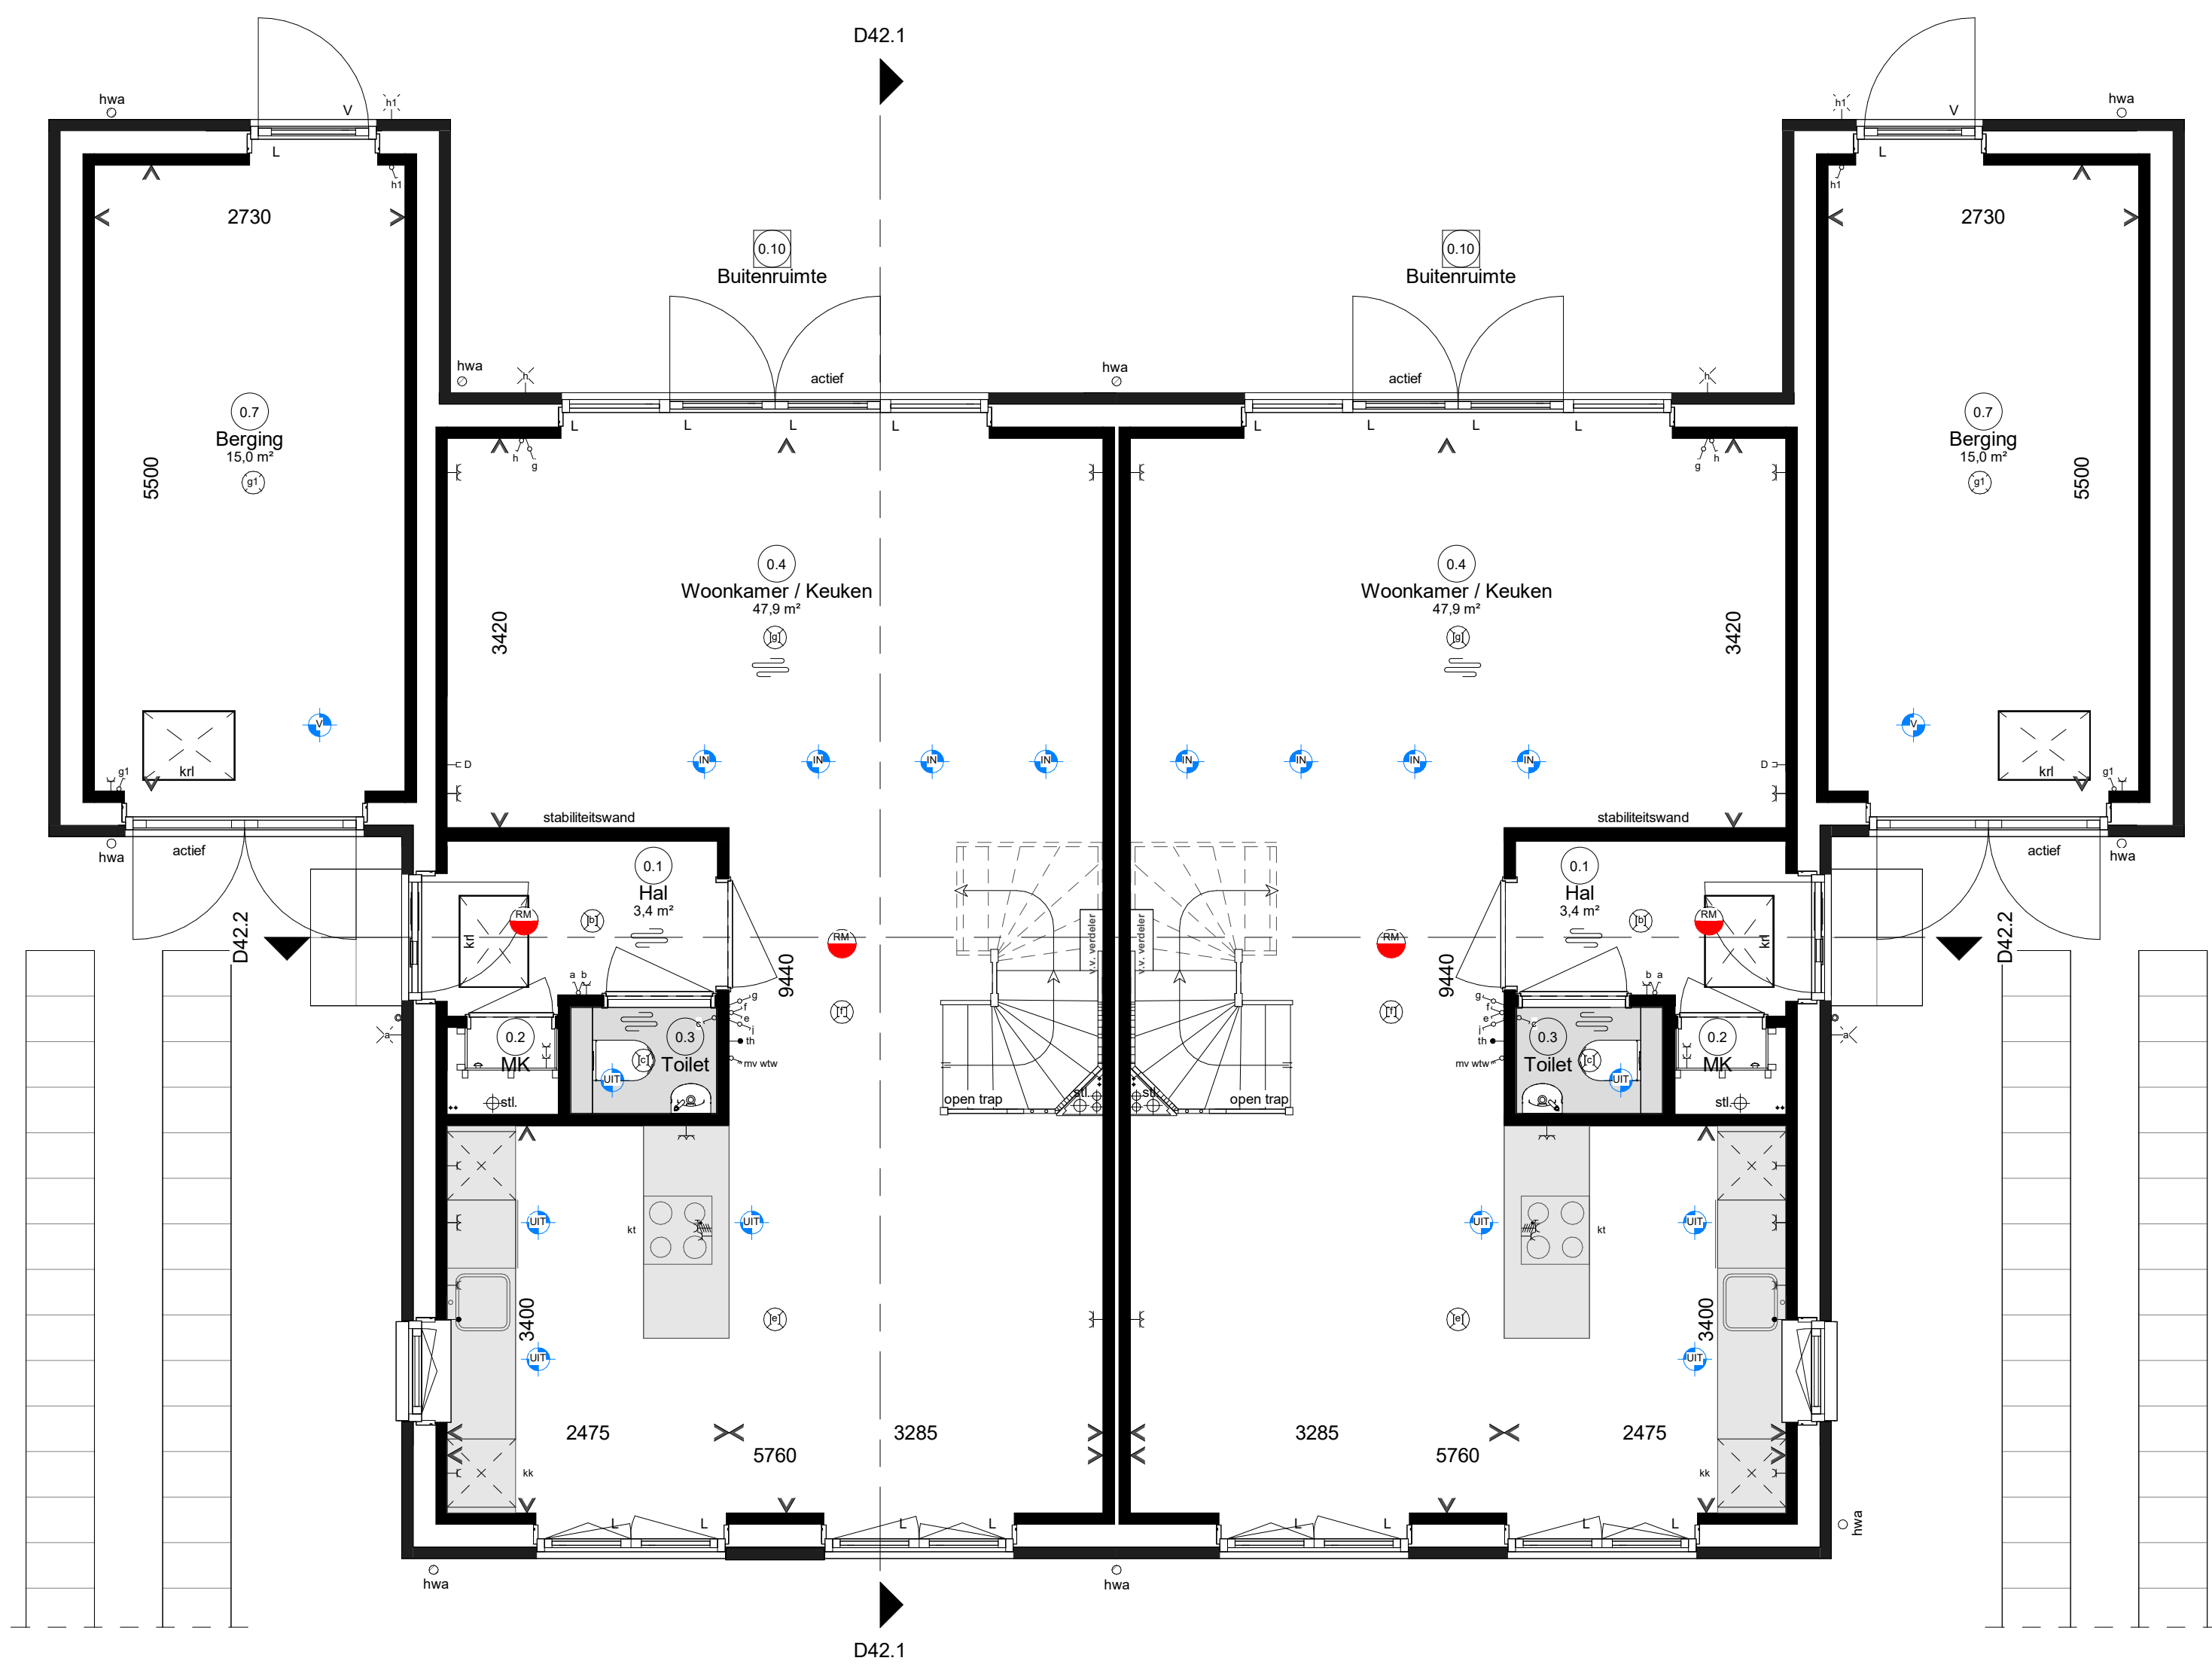 D42.1
hwa
V
h1
h1
V
hwa
L
h1
h1
L
2730
2730
0.10
Buitenruimte
0.10
Buitenruimte
hwa
h
actief
hwa
actief
h
L
L
L
L
L
L
L
L
0.7
Berging
15,0 m²
g1
5500
h
g
g
h
0.7
Berging
15,0 m²
g1
5500
0.4
Woonkamer / Keuken
47,9 m²
g
3420
0.4
Woonkamer / Keuken
47,9 m²
g
3420
V
V
IN
IN
IN
IN
IN
IN
IN
IN
D
D
g1
krl
krl
g1
hwa
actief
stabiliteitswand
stabiliteitswand
actief
hwa
0.1
Hal
3,4 m²
0.1
Hal
3,4 m²
D42.2
RM
b
krl
RM
v.v. verdeler
v.v. verdeler
RM
b
RM
krl
D42.2
9440
9440
a b
b a
g
f
e
j
c
th
mv wtw
g
f
e
j
c
th
mv wtw
f
f
a
0.2
MK
stl.
0.3
Toilet
c
UIT
0.3
Toilet
c
UIT
0.2
MK
stl.
a
open trap
stl.
stl.
open trap
UIT
kt
UIT
UIT
kt
UIT
3400
e
e
3400
UIT
UIT
2475
3285
3285
2475
5760
5760
kk
kk
L
L
L
L
L
L
L
L
hwa
hwa
hwa
D42.1